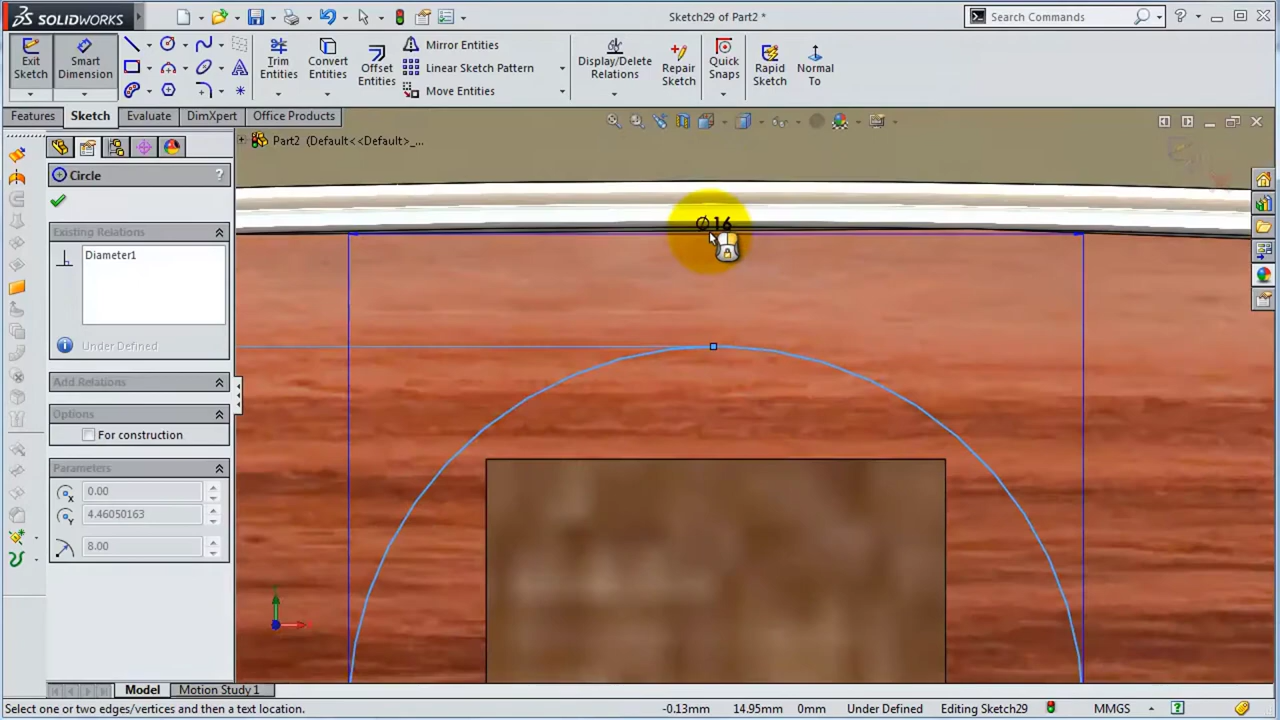 SOLIDWORKS
Sketch29 of Part2 *
Search Commands
?
Exit Sketch
Smart Dimension
Trim Entities
Convert Entities
Offset Entities
Mirror Entities
Linear Sketch Pattern
Move Entities
Display/Delete Relations
Repair Sketch
Quick Snaps
Rapid Sketch
Normal To
Features
Sketch
Evaluate
DimXpert
Office Products
Part2 (Default<<Default>_...
Circle
?
Existing Relations
Diameter1
Under Defined
Add Relations
Options
For construction
Parameters
0.00
4.46050163
8.00
∅16
Model
Motion Study 1
Select one or two edges/vertices and then a text location.
-0.13mm
14.95mm
0mm
Under Defined
Editing Sketch29
MMGS
?